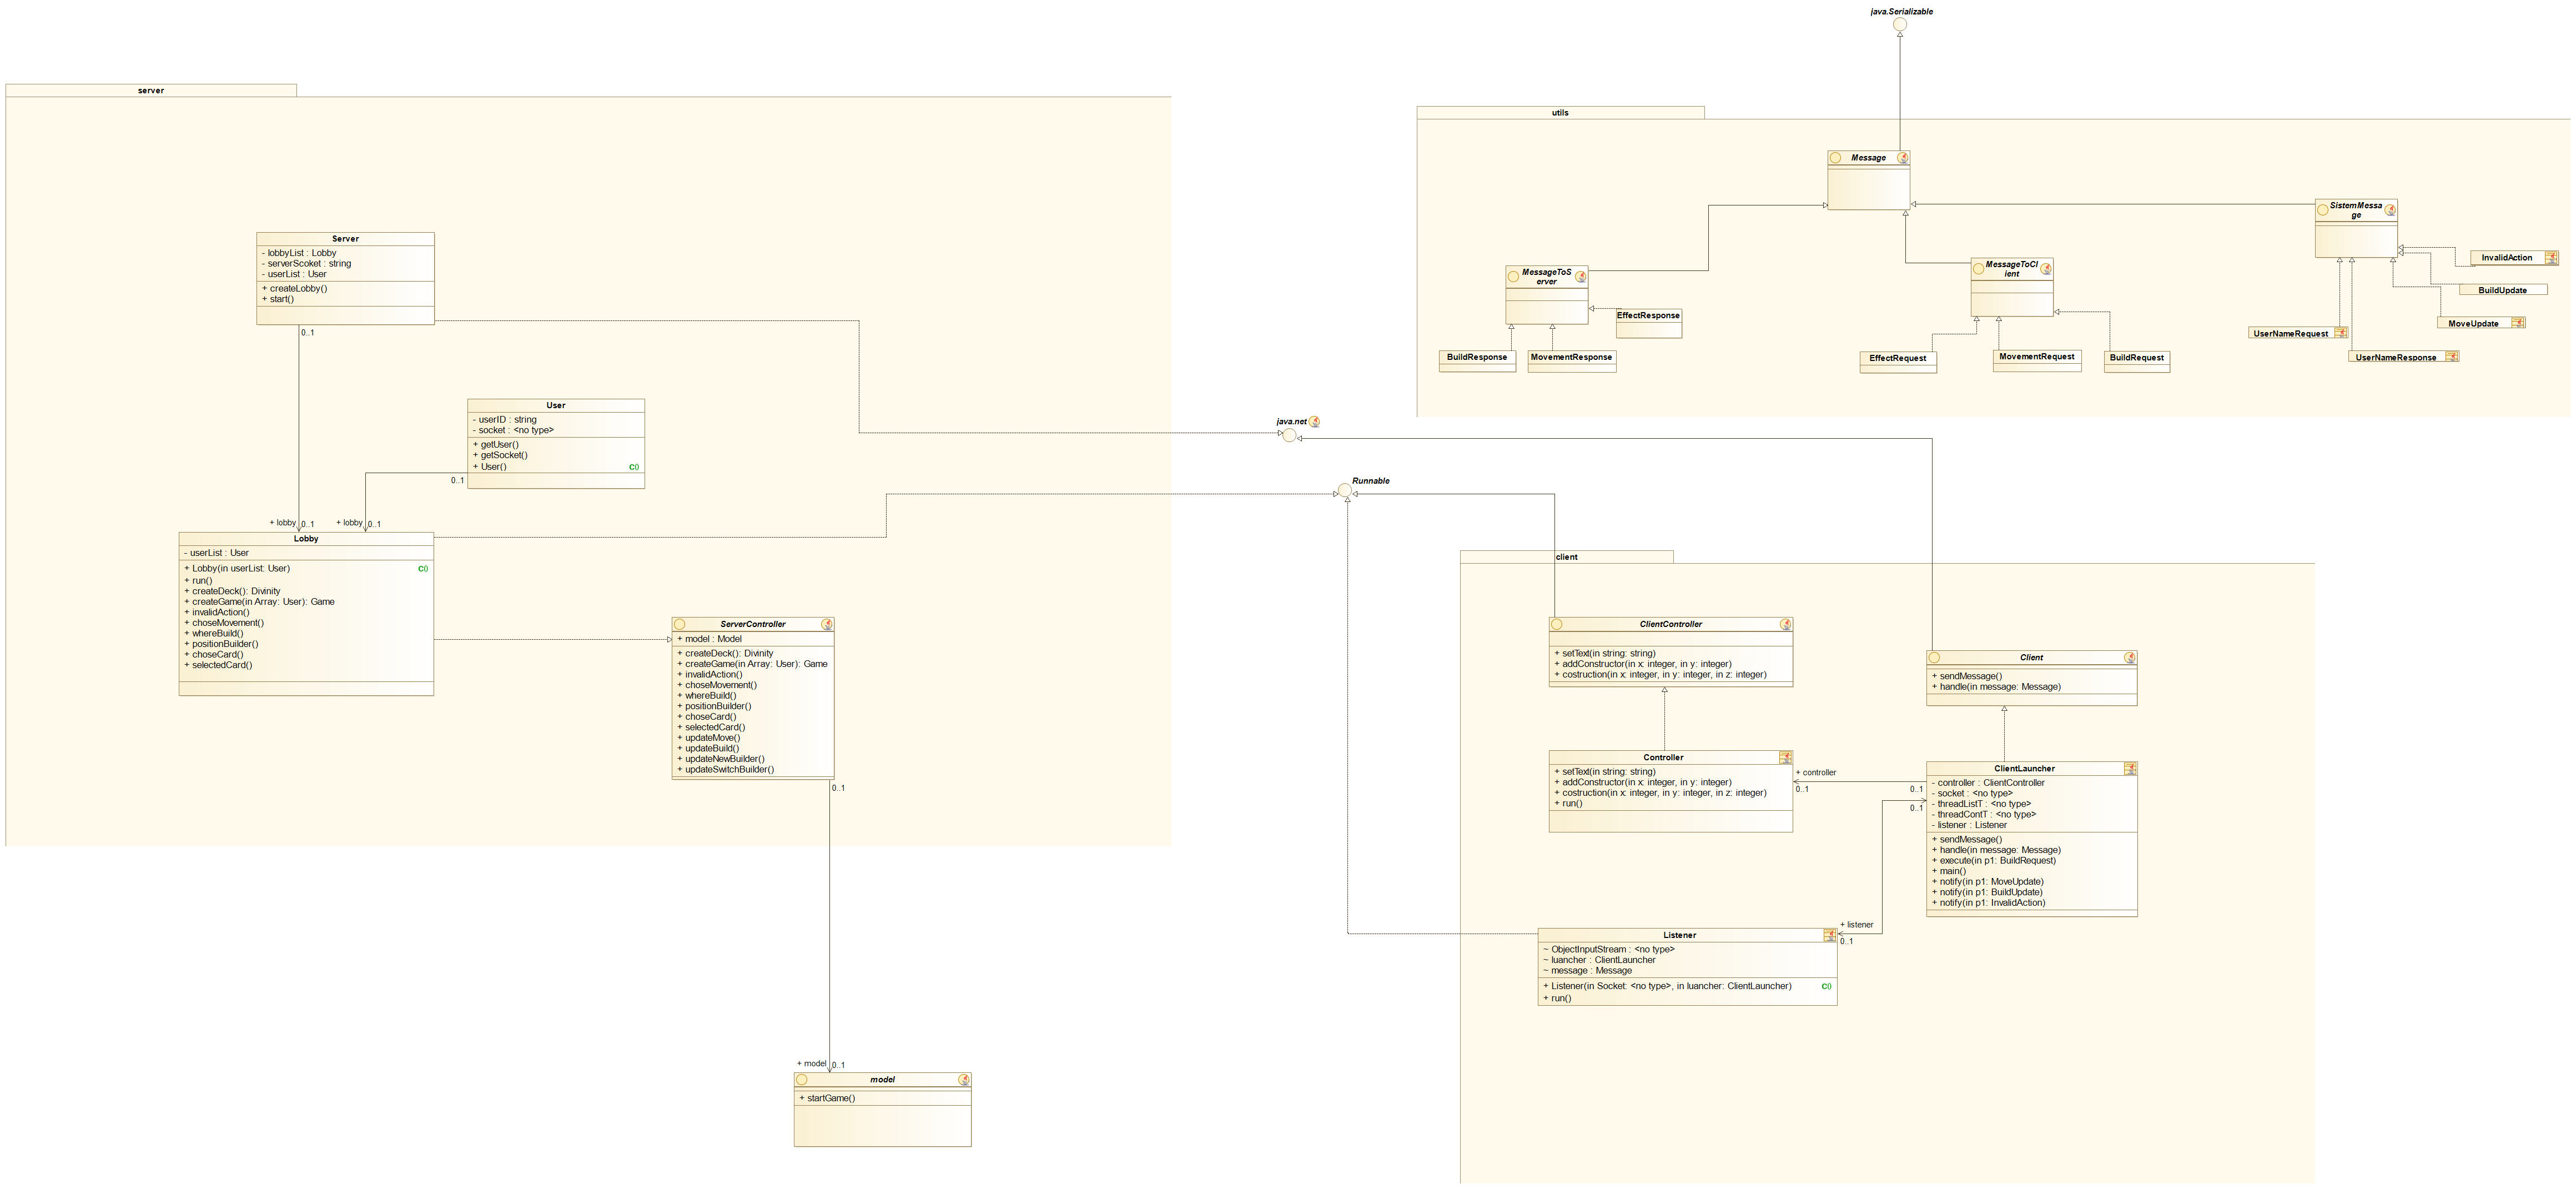 java.Serializable
server
utils
Message
SistemMessa
ge
InvalidAction
BuildUpdate
MoveUpdate
UserNameRequest
UserNameResponse
MessageToS
erver
EffectResponse
BuildResponse
MovementResponse
MessageToCl
ient
EffectRequest
MovementRequest
BuildRequest
Server
- lobbyList : Lobby
- serverScoket : string
- userList : User
+ createLobby()
+ start()
0..1
User
- userID : string
- socket : <no type>
+ getUser()
+ getSocket()
+ User() C()
0..1
java.net
Runnable
+ lobby 0..1
+ lobby 0..1
Lobby
- userList : User
+ Lobby(in userList: User) C()
+ run()
+ createDeck(): Divinity
+ createGame(in Array: User): Game
+ invalidAction()
+ choseMovement()
+ whereBuild()
+ positionBuilder()
+ choseCard()
+ selectedCard()
ServerController
+ model : Model
+ createDeck(): Divinity
+ createGame(in Array: User): Game
+ invalidAction()
+ choseMovement()
+ whereBuild()
+ positionBuilder()
+ choseCard()
+ selectedCard()
+ updateMove()
+ updateBuild()
+ updateNewBuilder()
+ updateSwitchBuilder()
0..1
+ model 0..1
model
+ startGame()
client
ClientController
+ setText(in string: string)
+ addConstructor(in x: integer, in y: integer)
+ costruction(in x: integer, in y: integer, in z: integer)
Client
+ sendMessage()
+ handle(in message: Message)
Controller
+ setText(in string: string)
+ addConstructor(in x: integer, in y: integer)
+ costruction(in x: integer, in y: integer, in z: integer)
+ run()
+ controller
0..1
0..1
0..1
ClientLauncher
- controller : ClientController
- socket : <no type>
- threadListT : <no type>
- threadContT : <no type>
- listener : Listener
+ sendMessage()
+ handle(in message: Message)
+ execute(in p1: BuildRequest)
+ main()
+ notify(in p1: MoveUpdate)
+ notify(in p1: BuildUpdate)
+ notify(in p1: InvalidAction)
+ listener
0..1
Listener
~ ObjectInputStream : <no type>
~ luancher : ClientLauncher
~ message : Message
+ Listener(in Socket: <no type>, in luancher: ClientLauncher) C()
+ run()